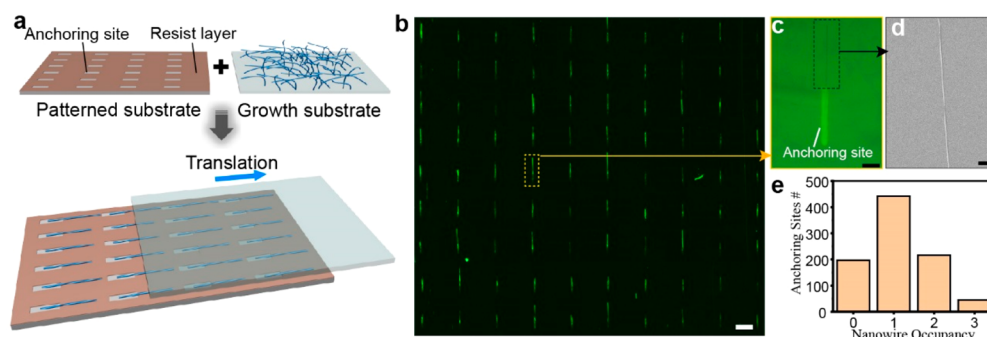 a
Anchoring site
Resist layer
+
Patterned substrate
Growth substrate
Translation
b
c
Anchoring site
d
e
Anchoring Sites #
500
400
300
200
100
0
0 1 2 3
Nanowire Occupancy